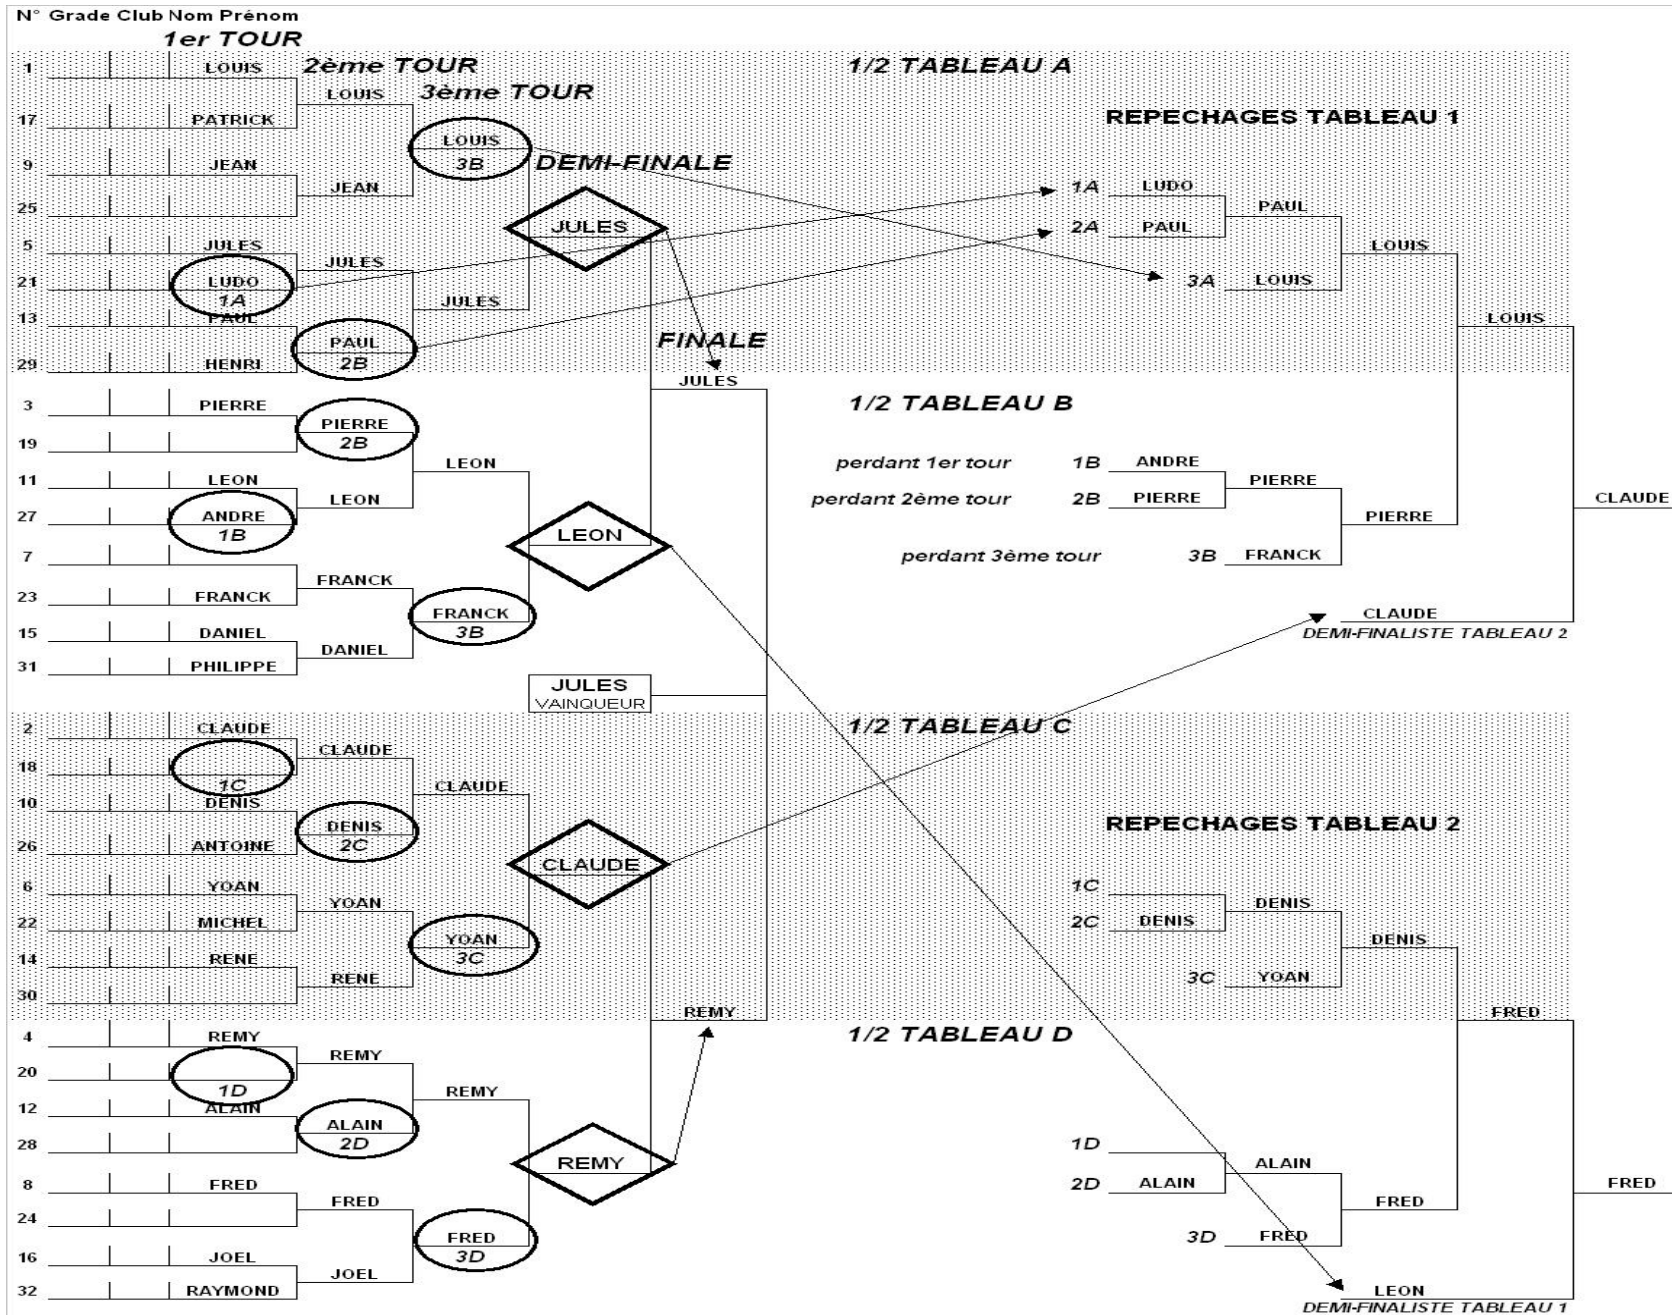 N° Grade Club Nom Prénom
1er TOUR
1 LOUIS
2ème TOUR
1/2 TABLEAU A
LOUIS
3ème TOUR
17 PATRICK
REPECHAGES TABLEAU 1
LOUIS
3B
9 JEAN
DEMI-FINALE
JEAN
1A LUDO
25
PAUL
JULES
2A PAUL
5 JULES
LOUIS
JULES
21 LUDO
1A
3A LOUIS
JULES
13 PAUL
LOUIS
PAUL
2B
FINALE
29 HENRI
JULES
3 PIERRE
1/2 TABLEAU B
PIERRE
2B
19
LEON
perdant 1er tour 1B ANDRE
11 LEON
PIERRE
LEON
perdant 2ème tour 2B PIERRE
CLAUDE
27 ANDRE
1B
PIERRE
LEON
7
perdant 3ème tour 3B FRANCK
FRANCK
23 FRANCK
FRANCK
3B
CLAUDE
DEMI-FINALISTE TABLEAU 2
15 DANIEL
DANIEL
31 PHILIPPE
JULES
VAINQUEUR
2 CLAUDE
1/2 TABLEAU C
CLAUDE
18
1C
CLAUDE
10 DENIS
DENIS
2C
REPECHAGES TABLEAU 2
26 ANTOINE
CLAUDE
6 YOAN
1C
YOAN
DENIS
22 MICHEL
2C DENIS
YOAN
3C
DENIS
14 RENE
RENE
3C YOAN
30
REMY
FRED
4 REMY
1/2 TABLEAU D
REMY
20
1D
REMY
12 ALAIN
ALAIN
2D
28
1D
REMY
ALAIN
8 FRED
2D ALAIN
FRED
FRED
FRED
24
FRED
3D
3D FRED
16 JOEL
JOEL
32 RAYMOND
LEON
DEMI-FINALISTE TABLEAU 1